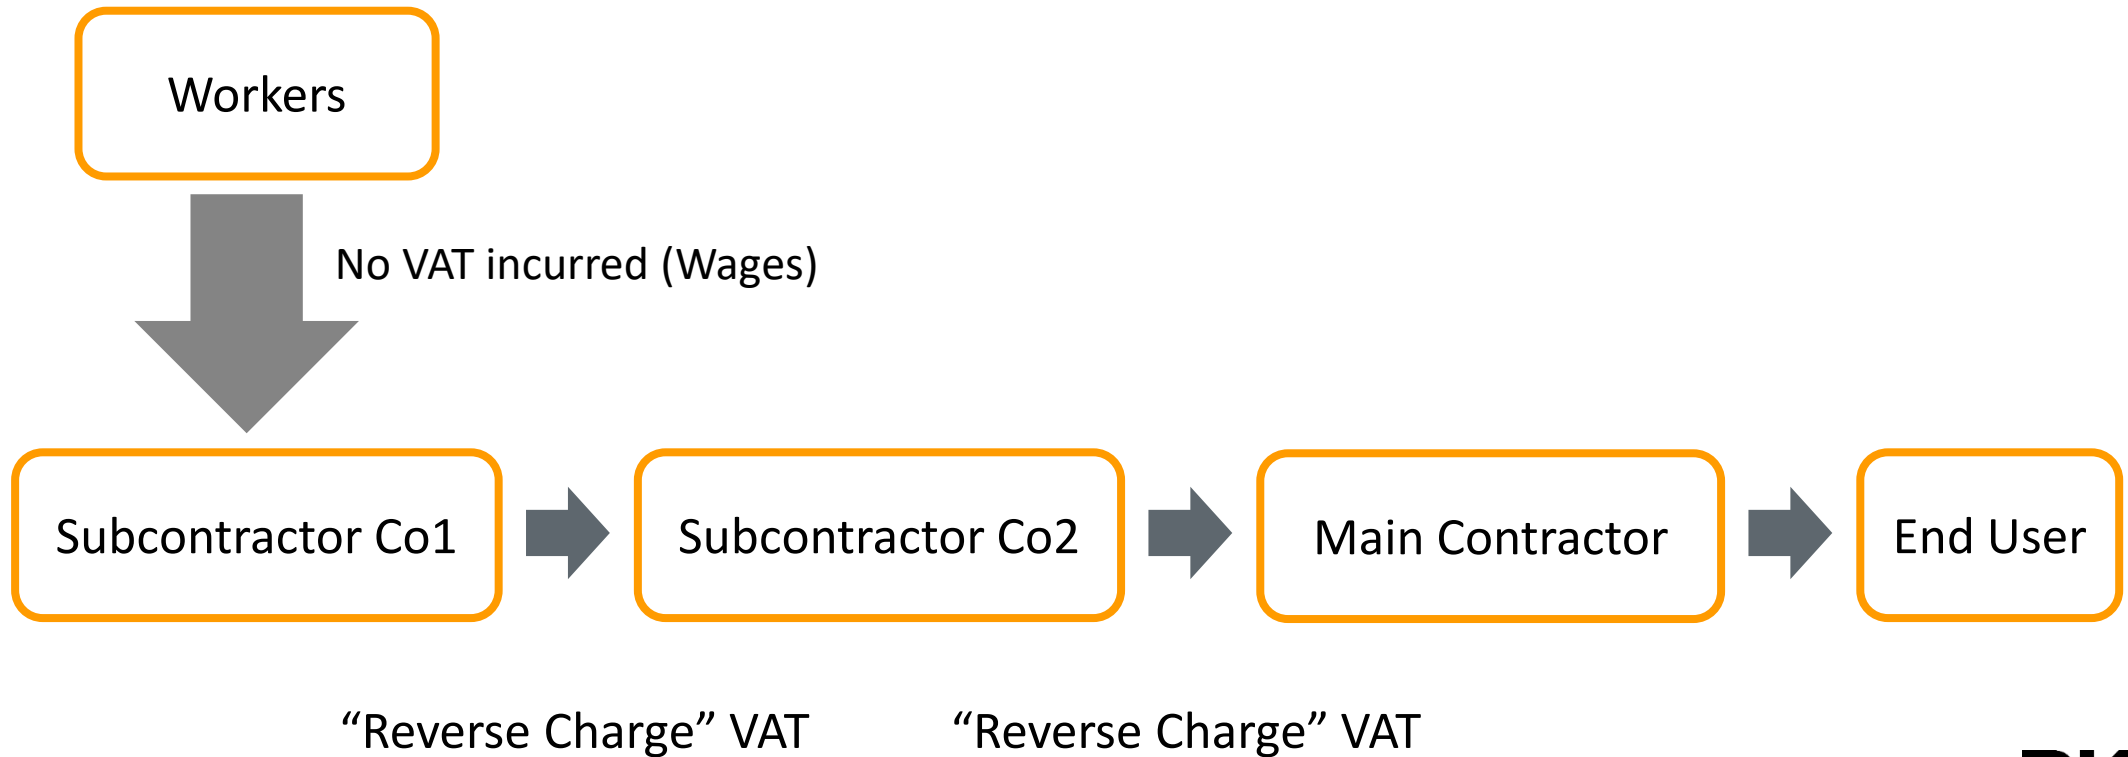 Workers
No VAT incurred (Wages)
Subcontractor Co1
Subcontractor Co2
Main Contractor
End User
“Reverse Charge” VAT
“Reverse Charge” VAT